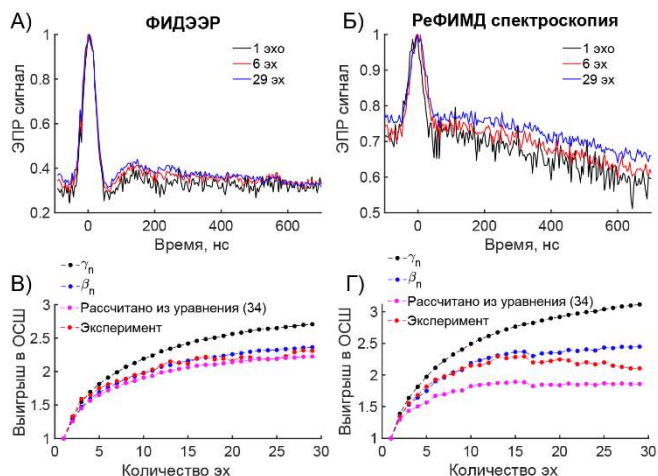 А)
ФИДЭЭР
1 эхо
6 эх
29 эх
ЭПР сигнал
1
0.8
0.6
0.4
0.2
0
200
400
600
Время, нс
Б)
РеФИМД спектроскопия
1 эхо
6 эх
29 эх
ЭПР сигнал
1
0.9
0.8
0.7
0.6
0.5
0
200
400
600
Время, нс
В)
γn
βn
Рассчитано из уравнения (34)
Эксперимент
Выигрыш в ОСШ
3
2.5
2
1.5
1
0
5
10
15
20
25
30
Количество эх
Г)
γn
βn
Рассчитано из уравнения (34)
Эксперимент
Выигрыш в ОСШ
3
2.5
2
1.5
1
0
5
10
15
20
25
30
Количество эх